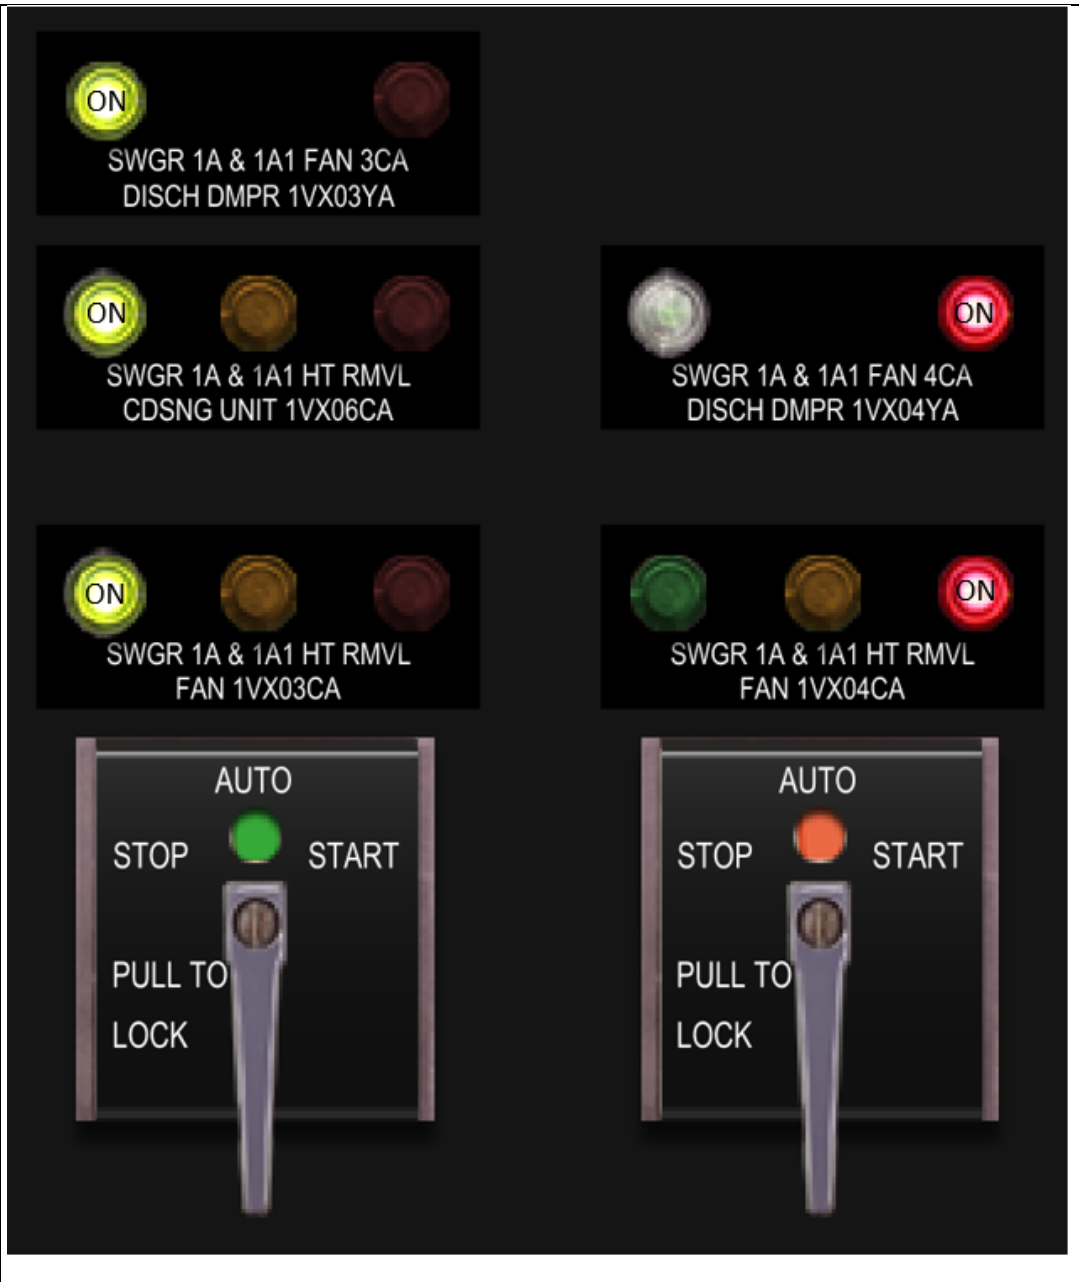 ON
SWGR 1A & 1A1 FAN 3CA
DISCH DMPR 1VX03YA
ON
SWGR 1A & 1A1 HT RMVL
CDSNG UNIT 1VX06CA
ON
SWGR 1A & 1A1 FAN 4CA
DISCH DMPR 1VX04YA
ON
SWGR 1A & 1A1 HT RMVL
FAN 1VX03CA
ON
SWGR 1A & 1A1 HT RMVL
FAN 1VX04CA
AUTO
STOP START
PULL TO
LOCK
AUTO
STOP START
PULL TO
LOCK